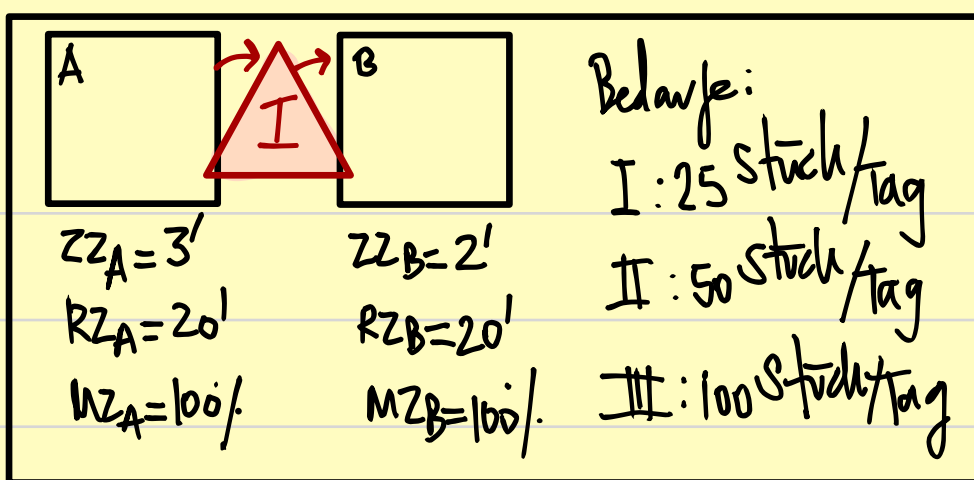 A
I
B
ZZA=3'
RZA=20'
MZA=100%
ZZB=2'
RZB=20'
MZB=100%
Bedarfe:
I: 25 Stück/Tag
II: 50 Stück/Tag
III: 100 Stück/Tag